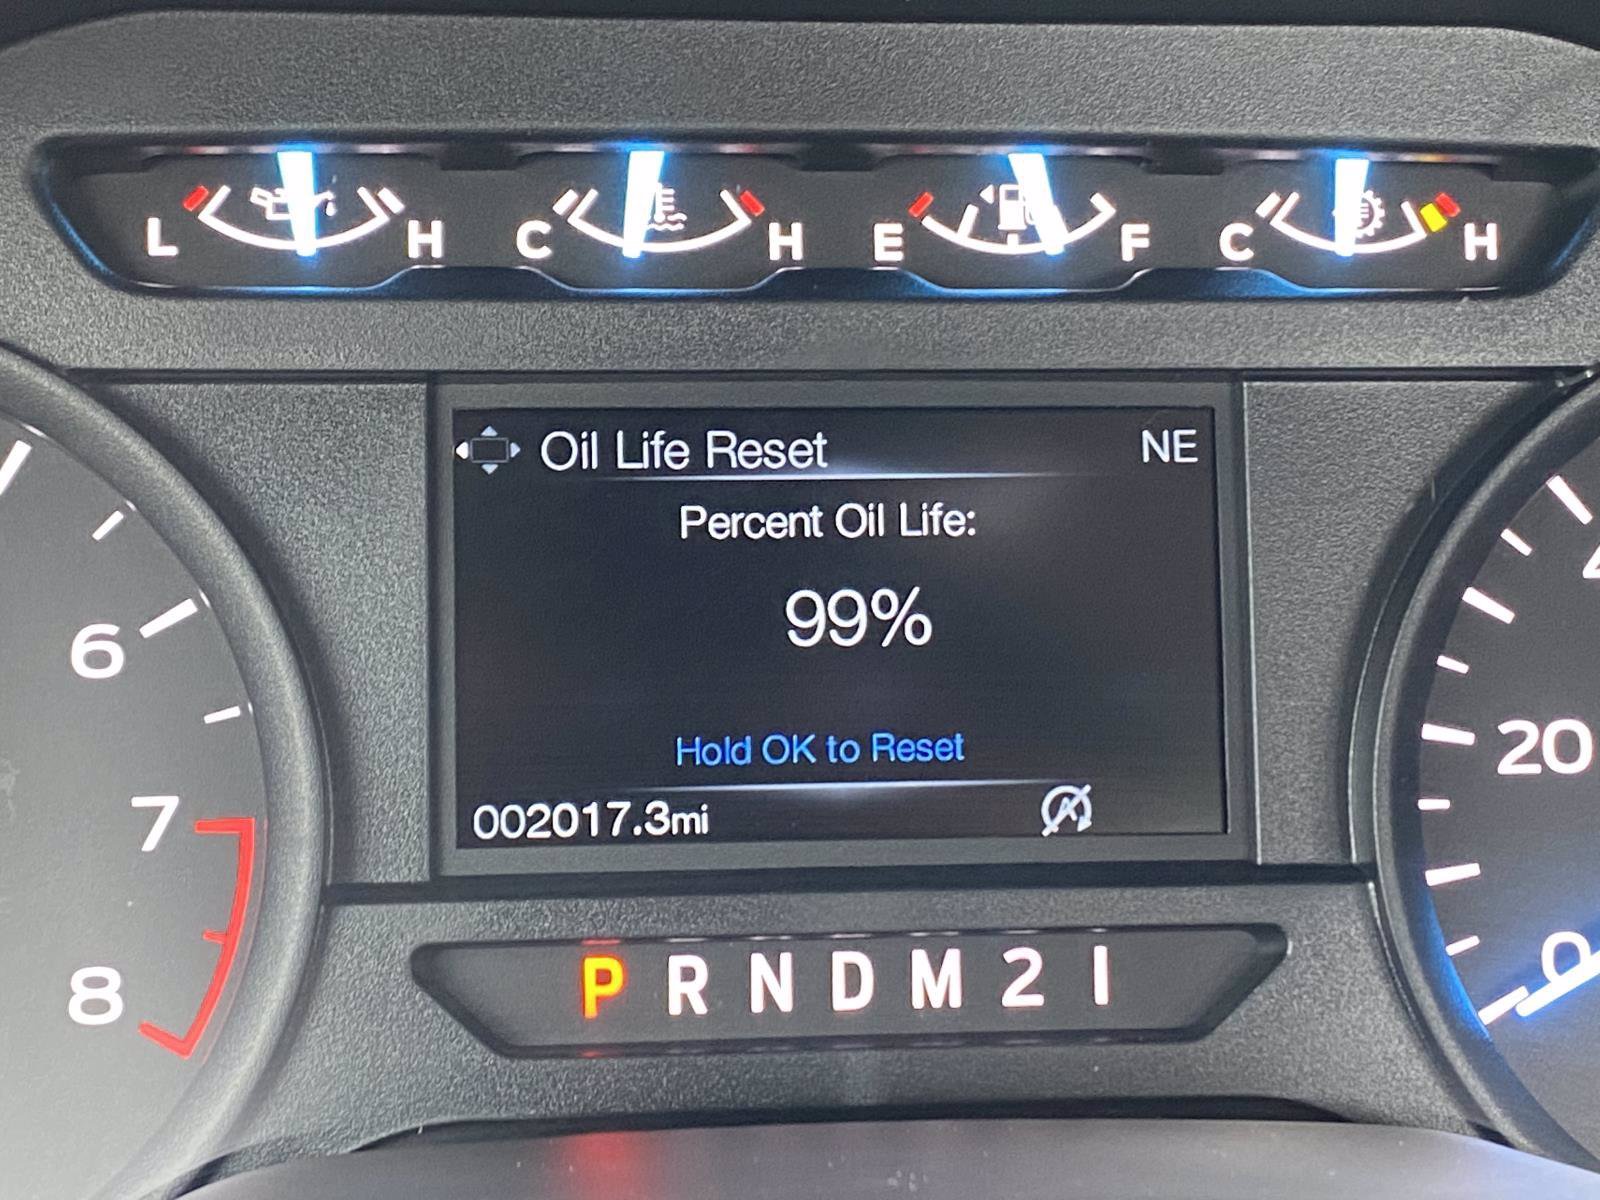 L H C H E F C H
Oil Life Reset NE
Percent Oil Life:
99%
Hold OK to Reset
002017.3mi
A
6
7
8
20
0
P R N D M 2 1